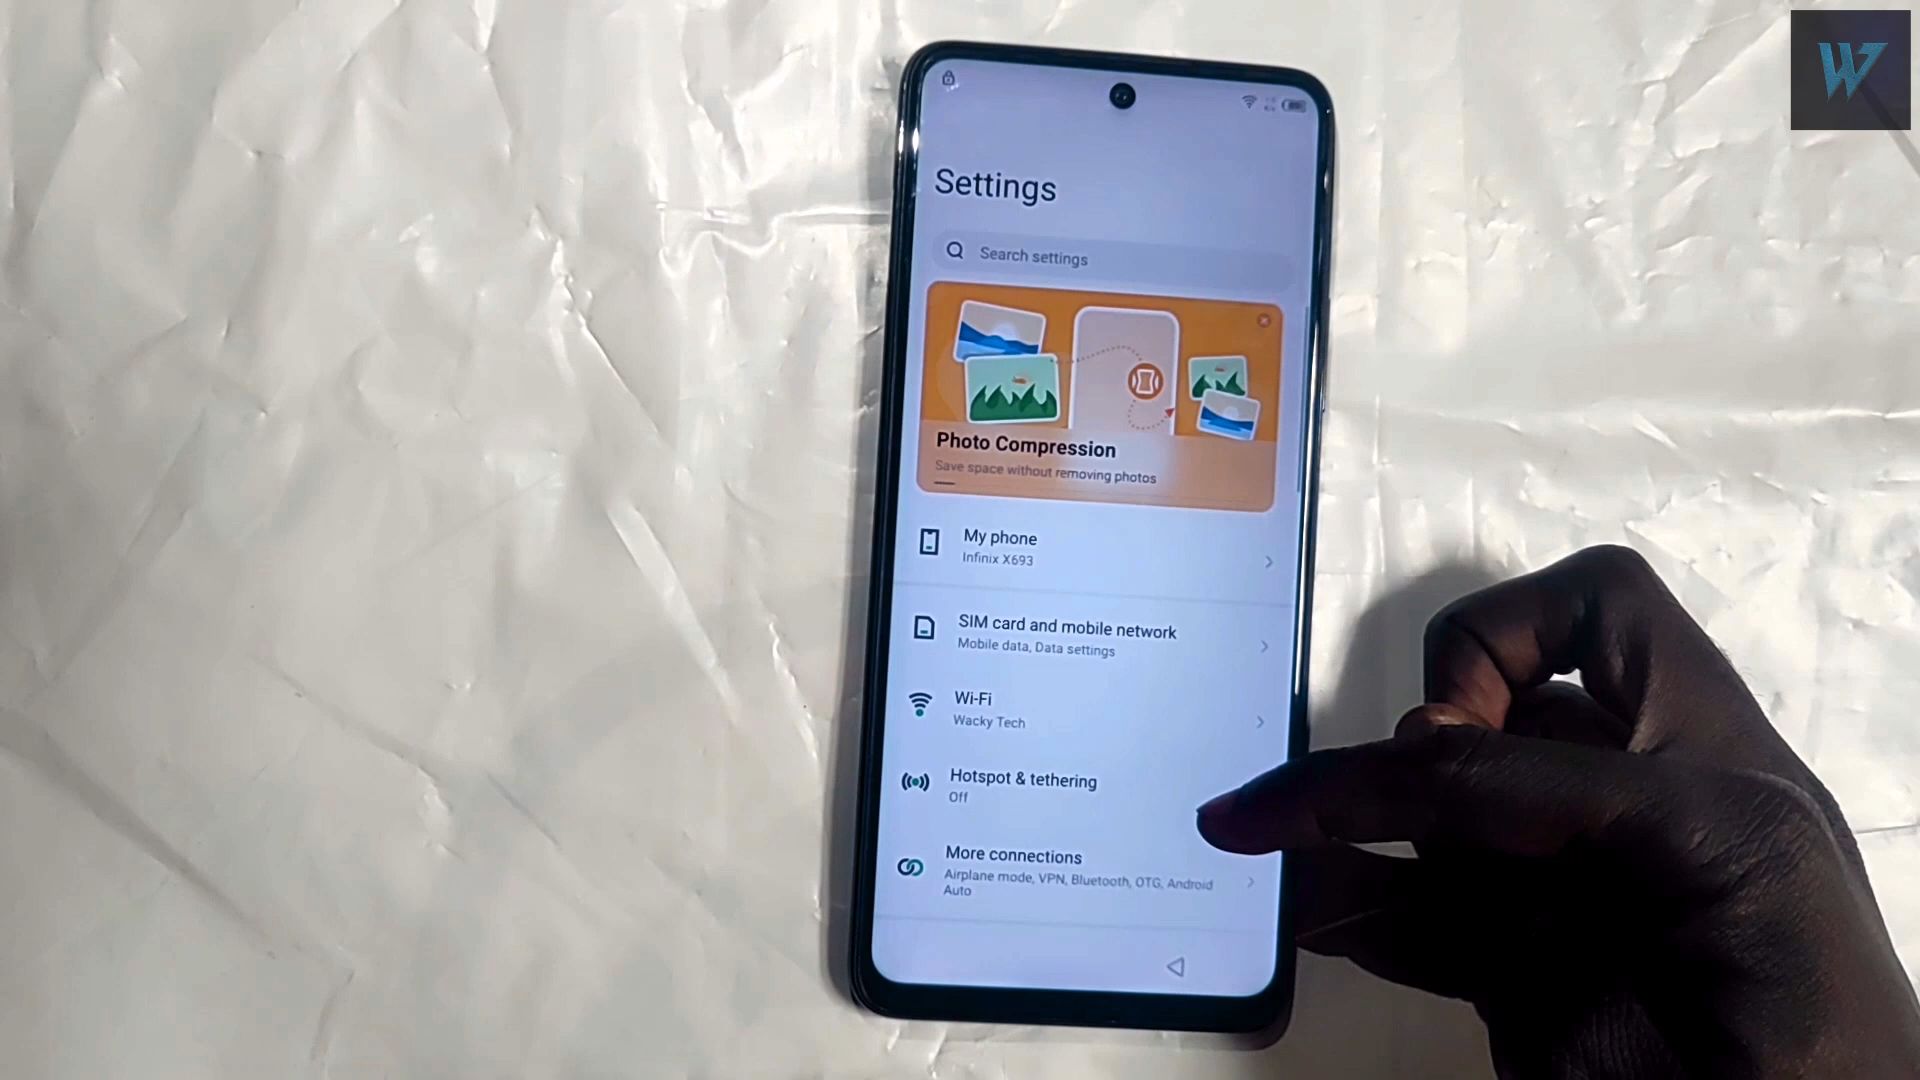 W
Settings
Search settings
Photo Compression
Save space without removing photos
My phone
Infinix X693
SIM card and mobile network
Mobile data, Data settings
Wi-Fi
Wacky Tech
Hotspot & tethering
Off
More connections
Airplane mode, VPN, Bluetooth, OTG, Android
Auto